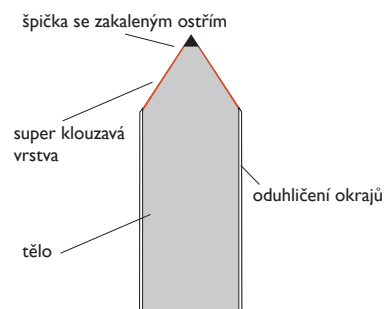 špička se zakaleným ostřím
super klouzavá
vrstva
oduhličení okrajů
tělo